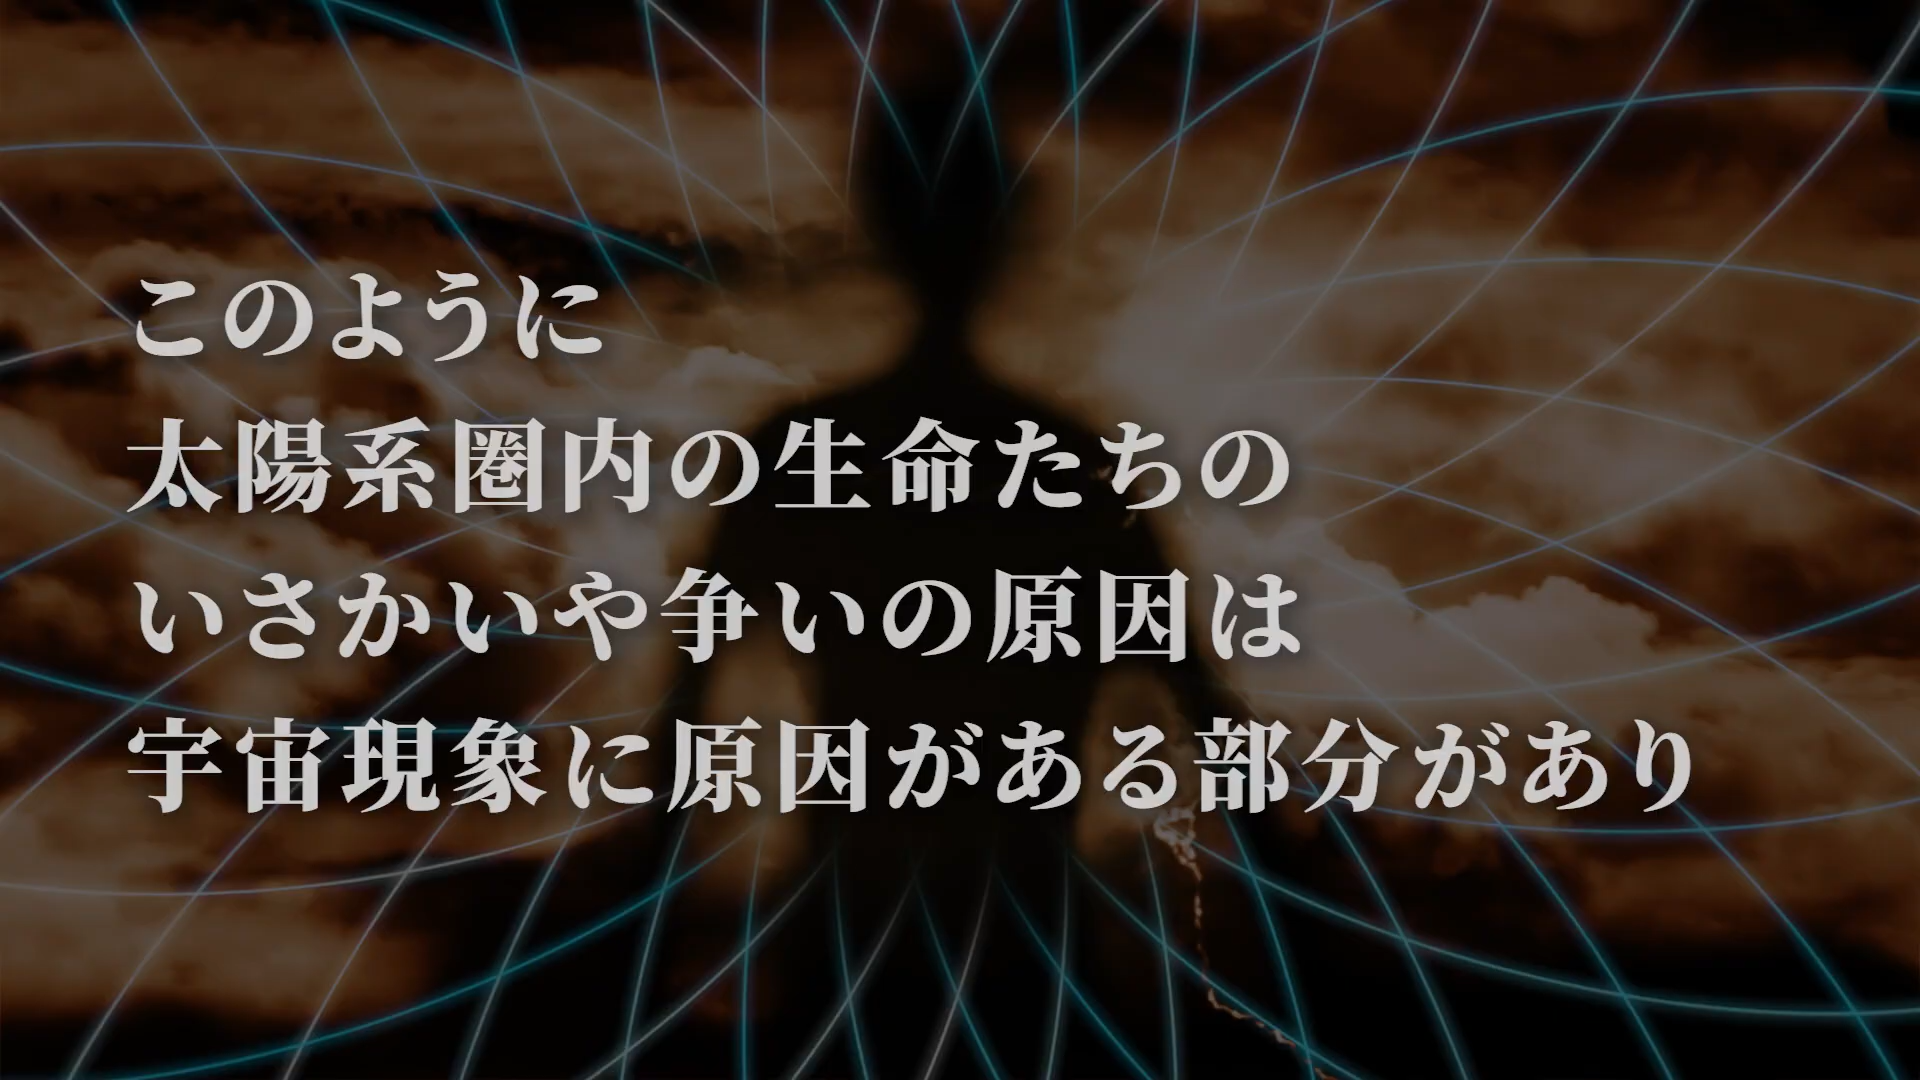 このように
太陽系圏内の生命たちの
いさかいや争いの原因は
宇宙現象に原因がある部分があり